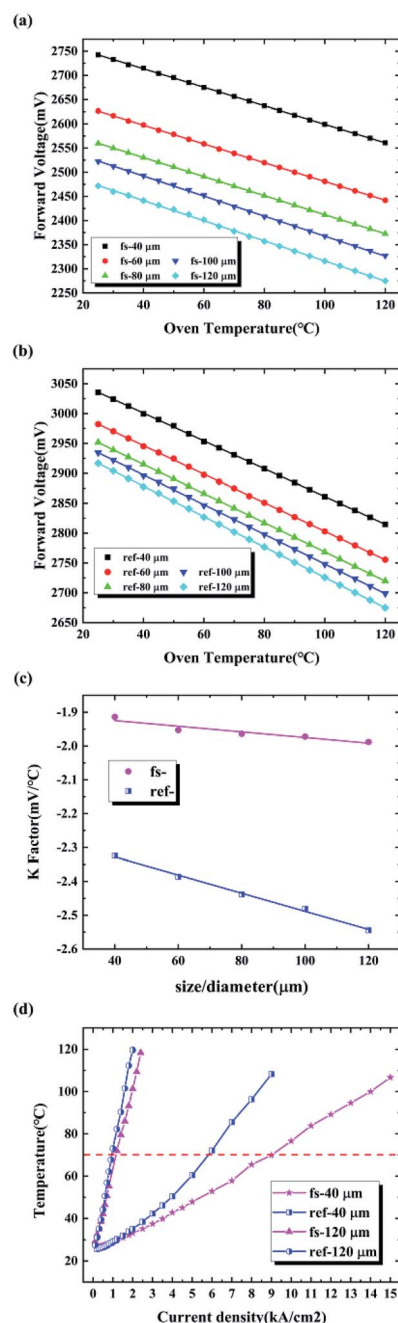 (a)
2750
2700
2650
2600
2550
2500
2450
2400
2350
2300
2250
Forward Voltage(mV)
fs-40 μm
fs-60 μm fs-100 μm
fs-80 μm fs-120 μm
20 40 60 80 100 120
Oven Temperature(℃)
(b)
3050
3000
2950
2900
2850
2800
2750
2700
2650
Forward Voltage(mV)
ref-40 μm
ref-60 μm ref-100 μm
ref-80 μm ref-120 μm
20 40 60 80 100 120
Oven Temperature(℃)
(c)
-1.9
-2.0
-2.1
-2.2
-2.3
-2.4
-2.5
-2.6
K Factor(mV/℃)
fs-
ref-
40 60 80 100 120
size/diameter(μm)
(d)
120
100
80
60
40
20
Temperature(℃)
fs-40 μm
ref-40 μm
fs-120 μm
ref-120 μm
0 1 2 3 4 5 6 7 8 9 10 11 12 13 14 15
Current density(kA/cm2)